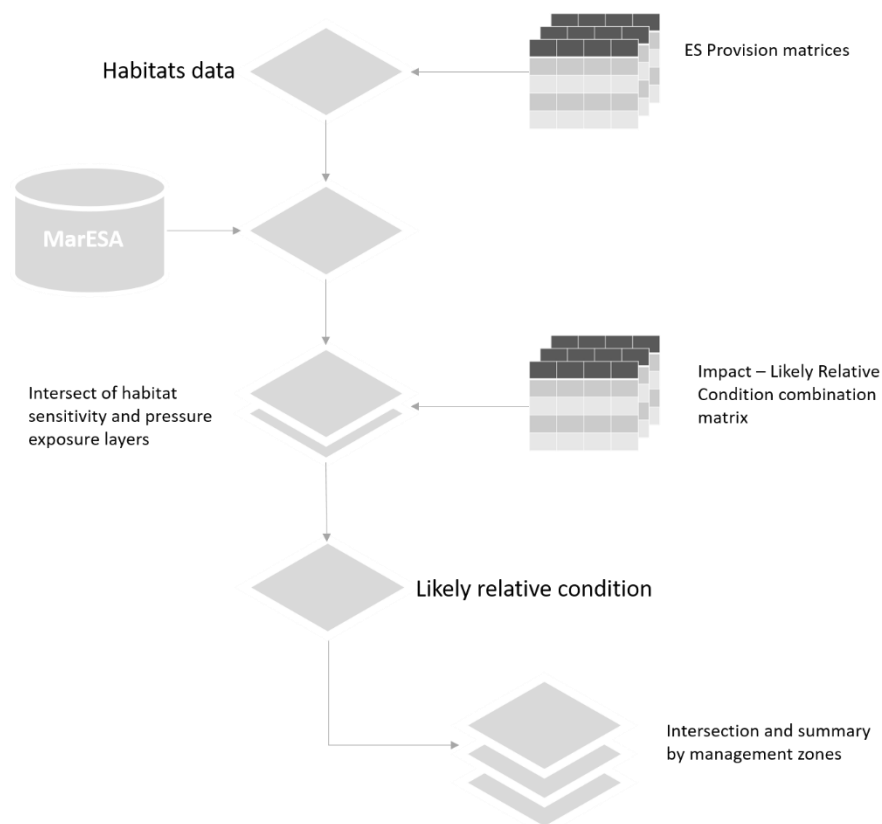 ES Provision matrices
Habitats data
MarESA
Intersect of habitat
sensitivity and pressure
exposure layers
Impact – Likely Relative
Condition combination
matrix
Likely relative condition
Intersection and summary
by management zones